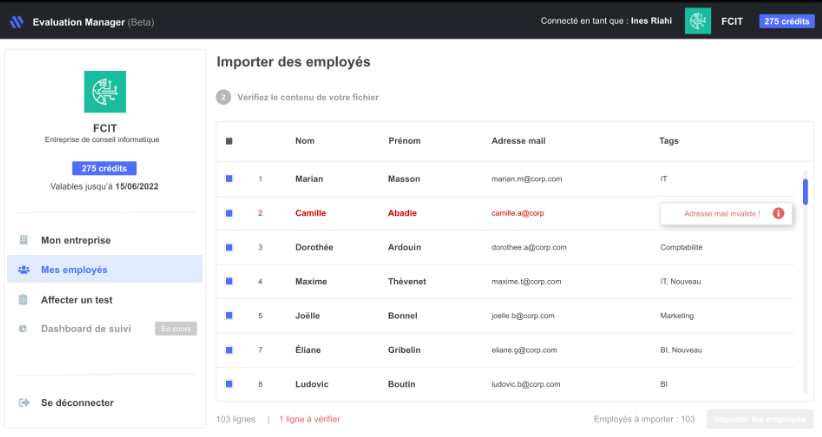 Evaluation Manager (Beta)
Connecté en tant que : Ines Riahi
FCIT
275 crédits
FCIT
Entreprise de conseil informatique
275 crédits
Valables jusqu'à 15/06/2022
Mon entreprise
Mes employés
Affecter un test
Dashboard de suivi En cours
Se déconnecter
Importer des employés
2 Vérifiez le contenu de votre fichier
Nom Prénom Adresse mail Tags
1 Marian Masson marian.m@corp.com IT
2 Camille Abadie camille.a@corp Adresse mail invalide !
3 Dorothée Ardouin dorothee.a@corp.com Comptabilité
4 Maxime Thévenet maxime.t@corp.com IT, Nouveau
5 Joëlle Bonnel joelle.b@corp.com Marketing
7 Éliane Gribelin eliane.g@corp.com BI, Nouveau
8 Ludovic Boutin ludovic.b@corp.com BI
103 lignes | 1 ligne à vérifier
Employés à importer : 103 Importer les employés